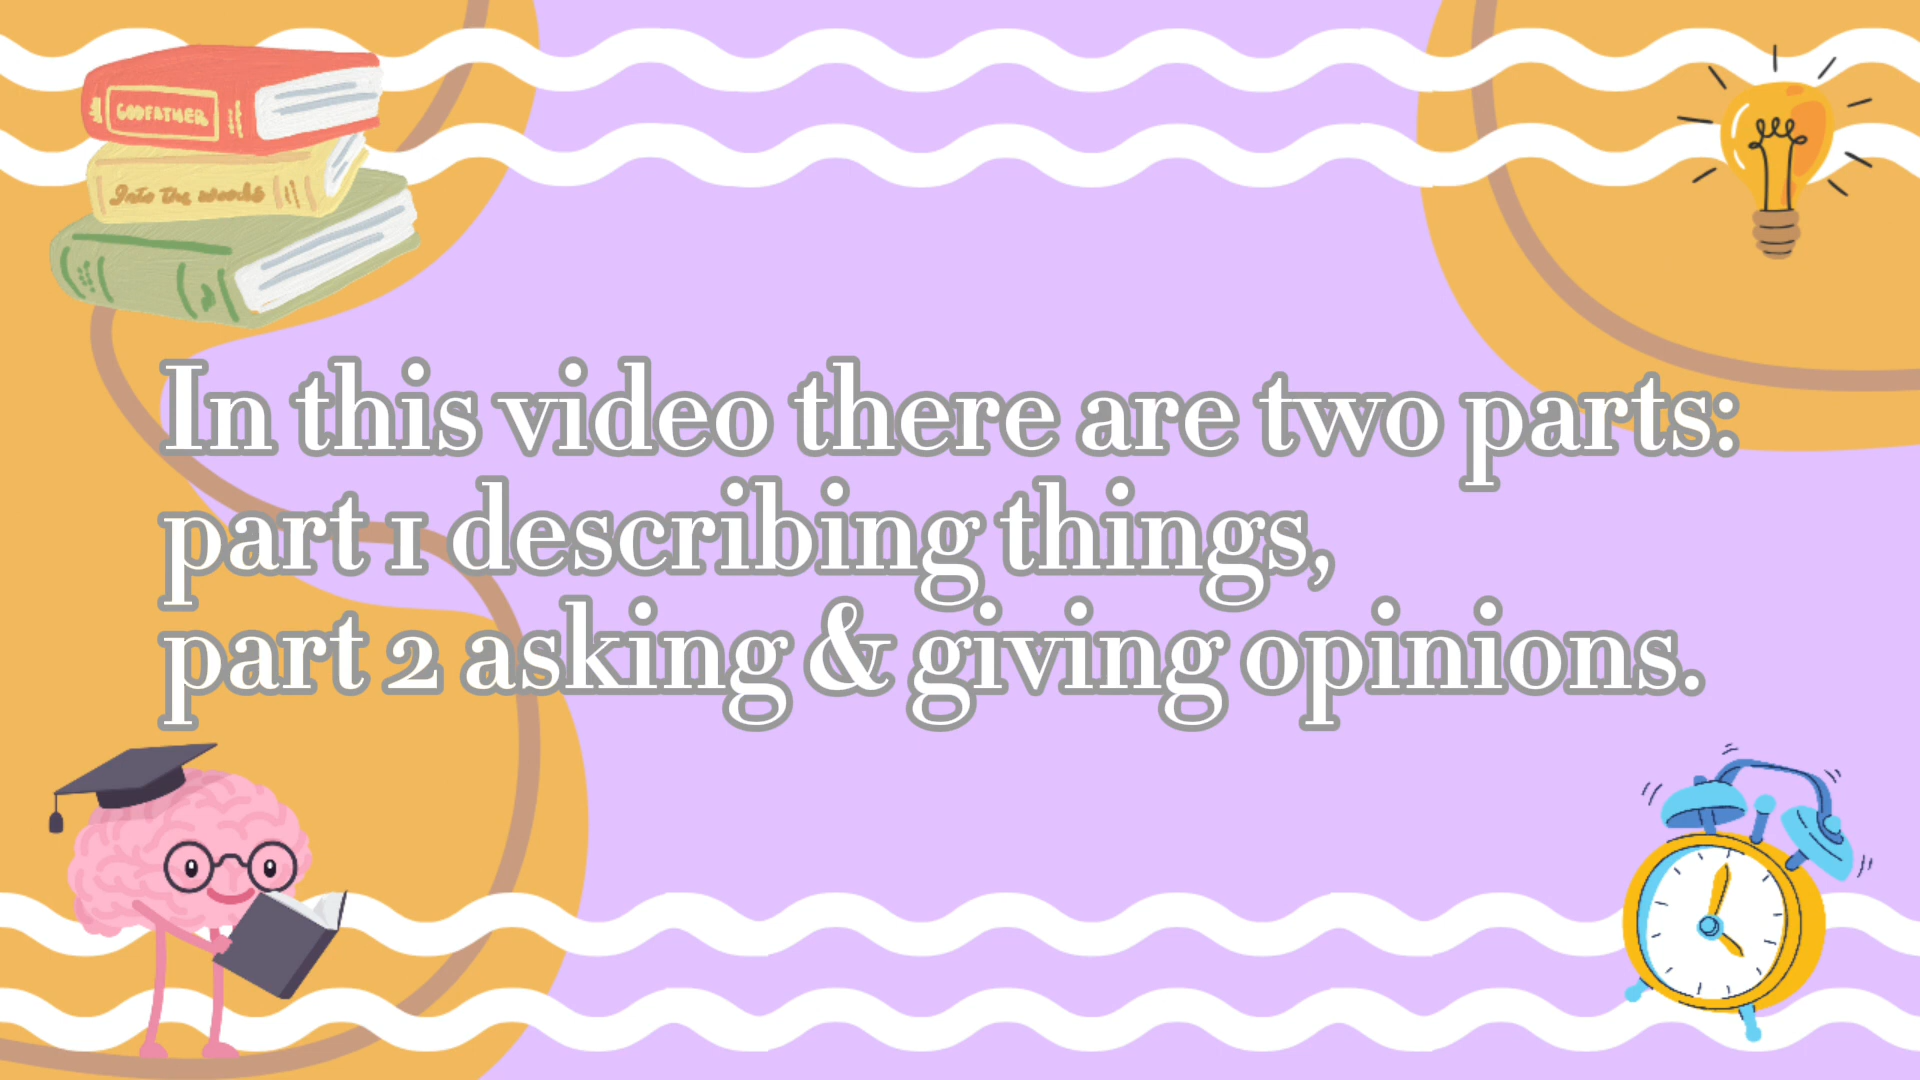 GODFATHER
Into the woods
In this video there are two parts:
part 1 describing things,
part 2 asking & giving opinions.